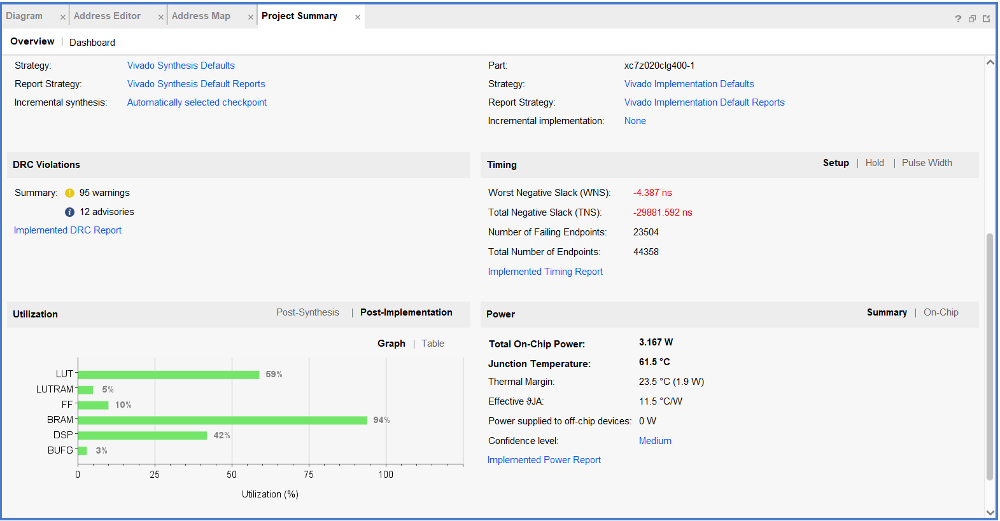 Diagram × Address Editor × Address Map × Project Summary × ?
Overview | Dashboard
Strategy: Vivado Synthesis Defaults
Report Strategy: Vivado Synthesis Default Reports
Incremental synthesis: Automatically selected checkpoint
Part: xc7z020clg400-1
Strategy: Vivado Implementation Defaults
Report Strategy: Vivado Implementation Default Reports
Incremental implementation: None
DRC Violations
Summary: ! 95 warnings
i 12 advisories
Implemented DRC Report
Timing Setup | Hold | Pulse Width
Worst Negative Slack (WNS): -4.387 ns
Total Negative Slack (TNS): -29881.592 ns
Number of Failing Endpoints: 23504
Total Number of Endpoints: 44358
Implemented Timing Report
Utilization Post-Synthesis | Post-Implementation
Graph | Table
LUT 59%
LUTRAM 5%
FF 10%
BRAM 94%
DSP 42%
BUFG 3%
0 25 50 75 100
Utilization (%)
Power Summary | On-Chip
Total On-Chip Power: 3.167 W
Junction Temperature: 61.5 °C
Thermal Margin: 23.5 °C (1.9 W)
Effective ϑJA: 11.5 °C/W
Power supplied to off-chip devices: 0 W
Confidence level: Medium
Implemented Power Report